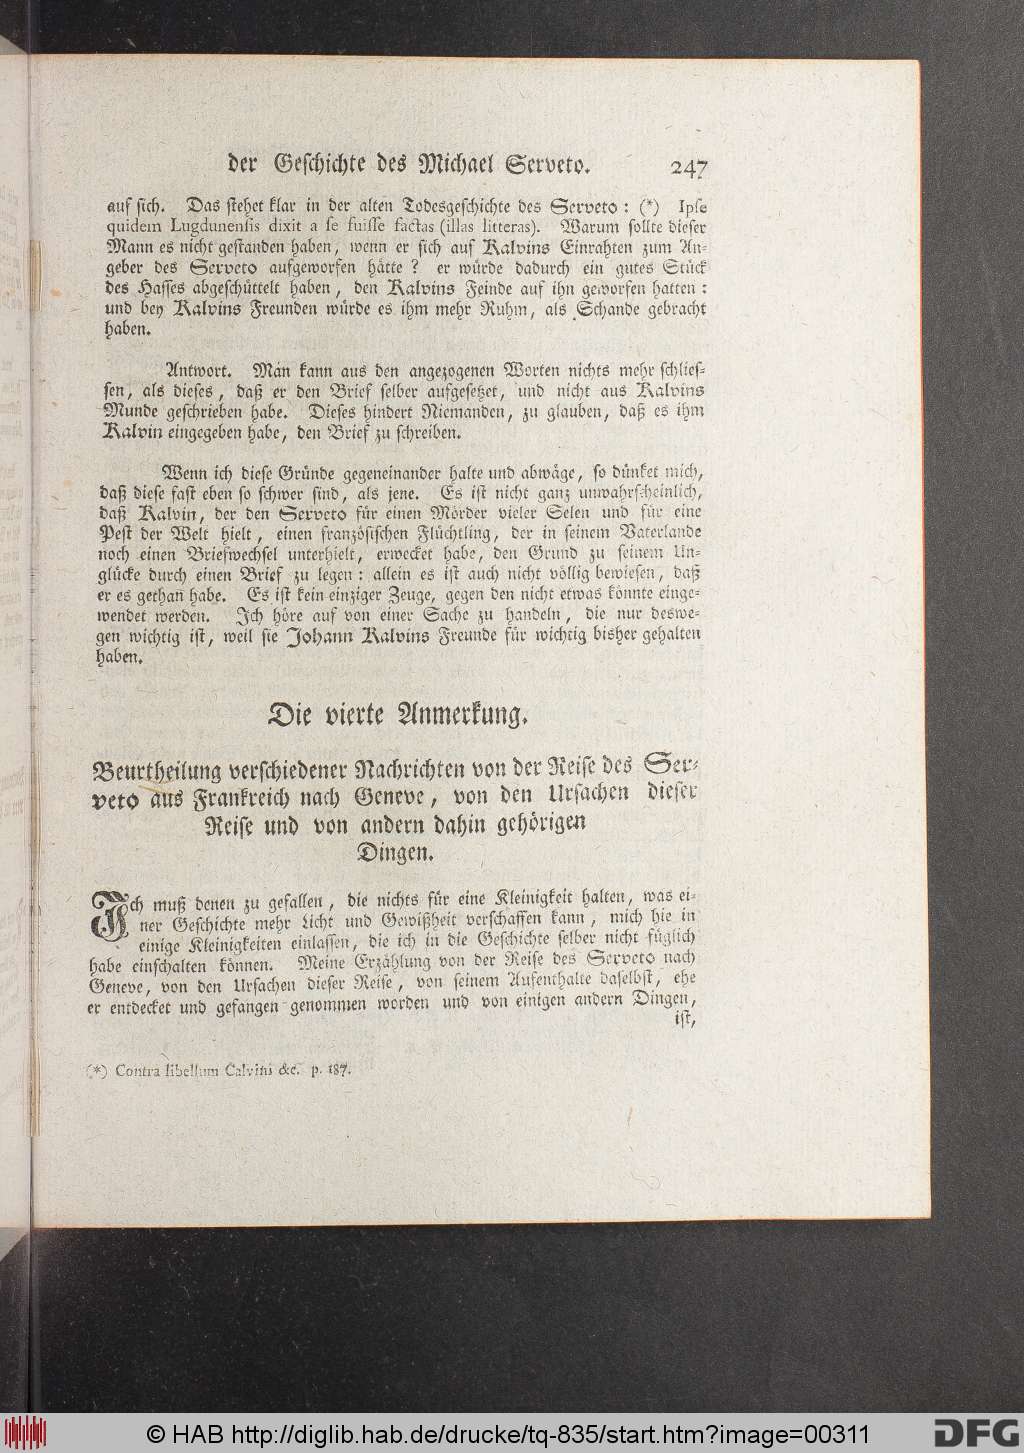 der Geschichte des Michael Serveto. 247
auf sich. Das stehet klar in der alten Todesgeschichte des Serveto: (*) Ipse
quidem Lugdunensis dixit a se fuisse factas (illas litteras). Warum sollte dieser
Mann es nicht gestanden haben, wenn er sich auf Kalvins Einrahten zum An-
geber des Serveto aufgeworfen hätte? er würde dadurch ein gutes Stück
des Hasses abgeschüttelt haben, den Kalvins Feinde auf ihn geworfen hatten:
und bey Kalvins Freunden würde es ihm mehr Ruhm, als Schande gebracht
haben.
Antwort. Man kann aus den angezogenen Worten nichts mehr schlies-
sen, als dieses, daß er den Brief selber aufgesetzet, und nicht aus Kalvins
Munde geschrieben habe. Dieses hindert Niemanden, zu glauben, daß es ihm
Kalvin eingegeben habe, den Brief zu schreiben.
Wenn ich diese Gründe gegeneinander halte und abwäge, so dünket mich,
daß diese fast eben so schwer sind, als jene. Es ist nicht ganz unwahrscheinlich,
daß Kalvin, der den Serveto für einen Mörder vieler Selen und für eine
Pest der Welt hielt, einen französischen Flüchtling, der in seinem Vaterlande
noch einen Briefwechsel unterhielt, erwecket habe, den Grund zu seinem Un-
glücke durch einen Brief zu legen: allein es ist auch nicht völlig bewiesen, daß
er es gethan habe. Es ist kein einziger Zeuge, gegen den nicht etwas könnte einge-
wendet werden. Ich höre auf von einer Sache zu handeln, die nur deswe-
gen wichtig ist, weil sie Johann Kalvins Freunde für wichtig bisher gehalten
haben.
Die vierte Anmerkung.
Beurtheilung verschiedener Nachrichten von der Reise des Ser-
veto aus Frankreich nach Geneve, von den Ursachen dieser
Reise und von andern dahin gehörigen
Dingen.
Ich muß denen zu gefallen, die nichts für eine Kleinigkeit halten, was ei-
ner Geschichte mehr Licht und Gewißheit verschaffen kann, mich hie in
einige Kleinigkeiten einlassen, die ich in die Geschichte selber nicht füglich
habe einschalten können. Meine Erzählung von der Reise des Serveto nach
Geneve, von den Ursachen dieser Reise, von seinem Aufenthalte daselbst, ehe
er entdecket und gefangen genommen worden und von einigen andern Dingen,
ist,
(*) Contra libellum Calvini &c. p. 187.
© HAB http://diglib.hab.de/drucke/tq-835/start.htm?image=00311
DFG